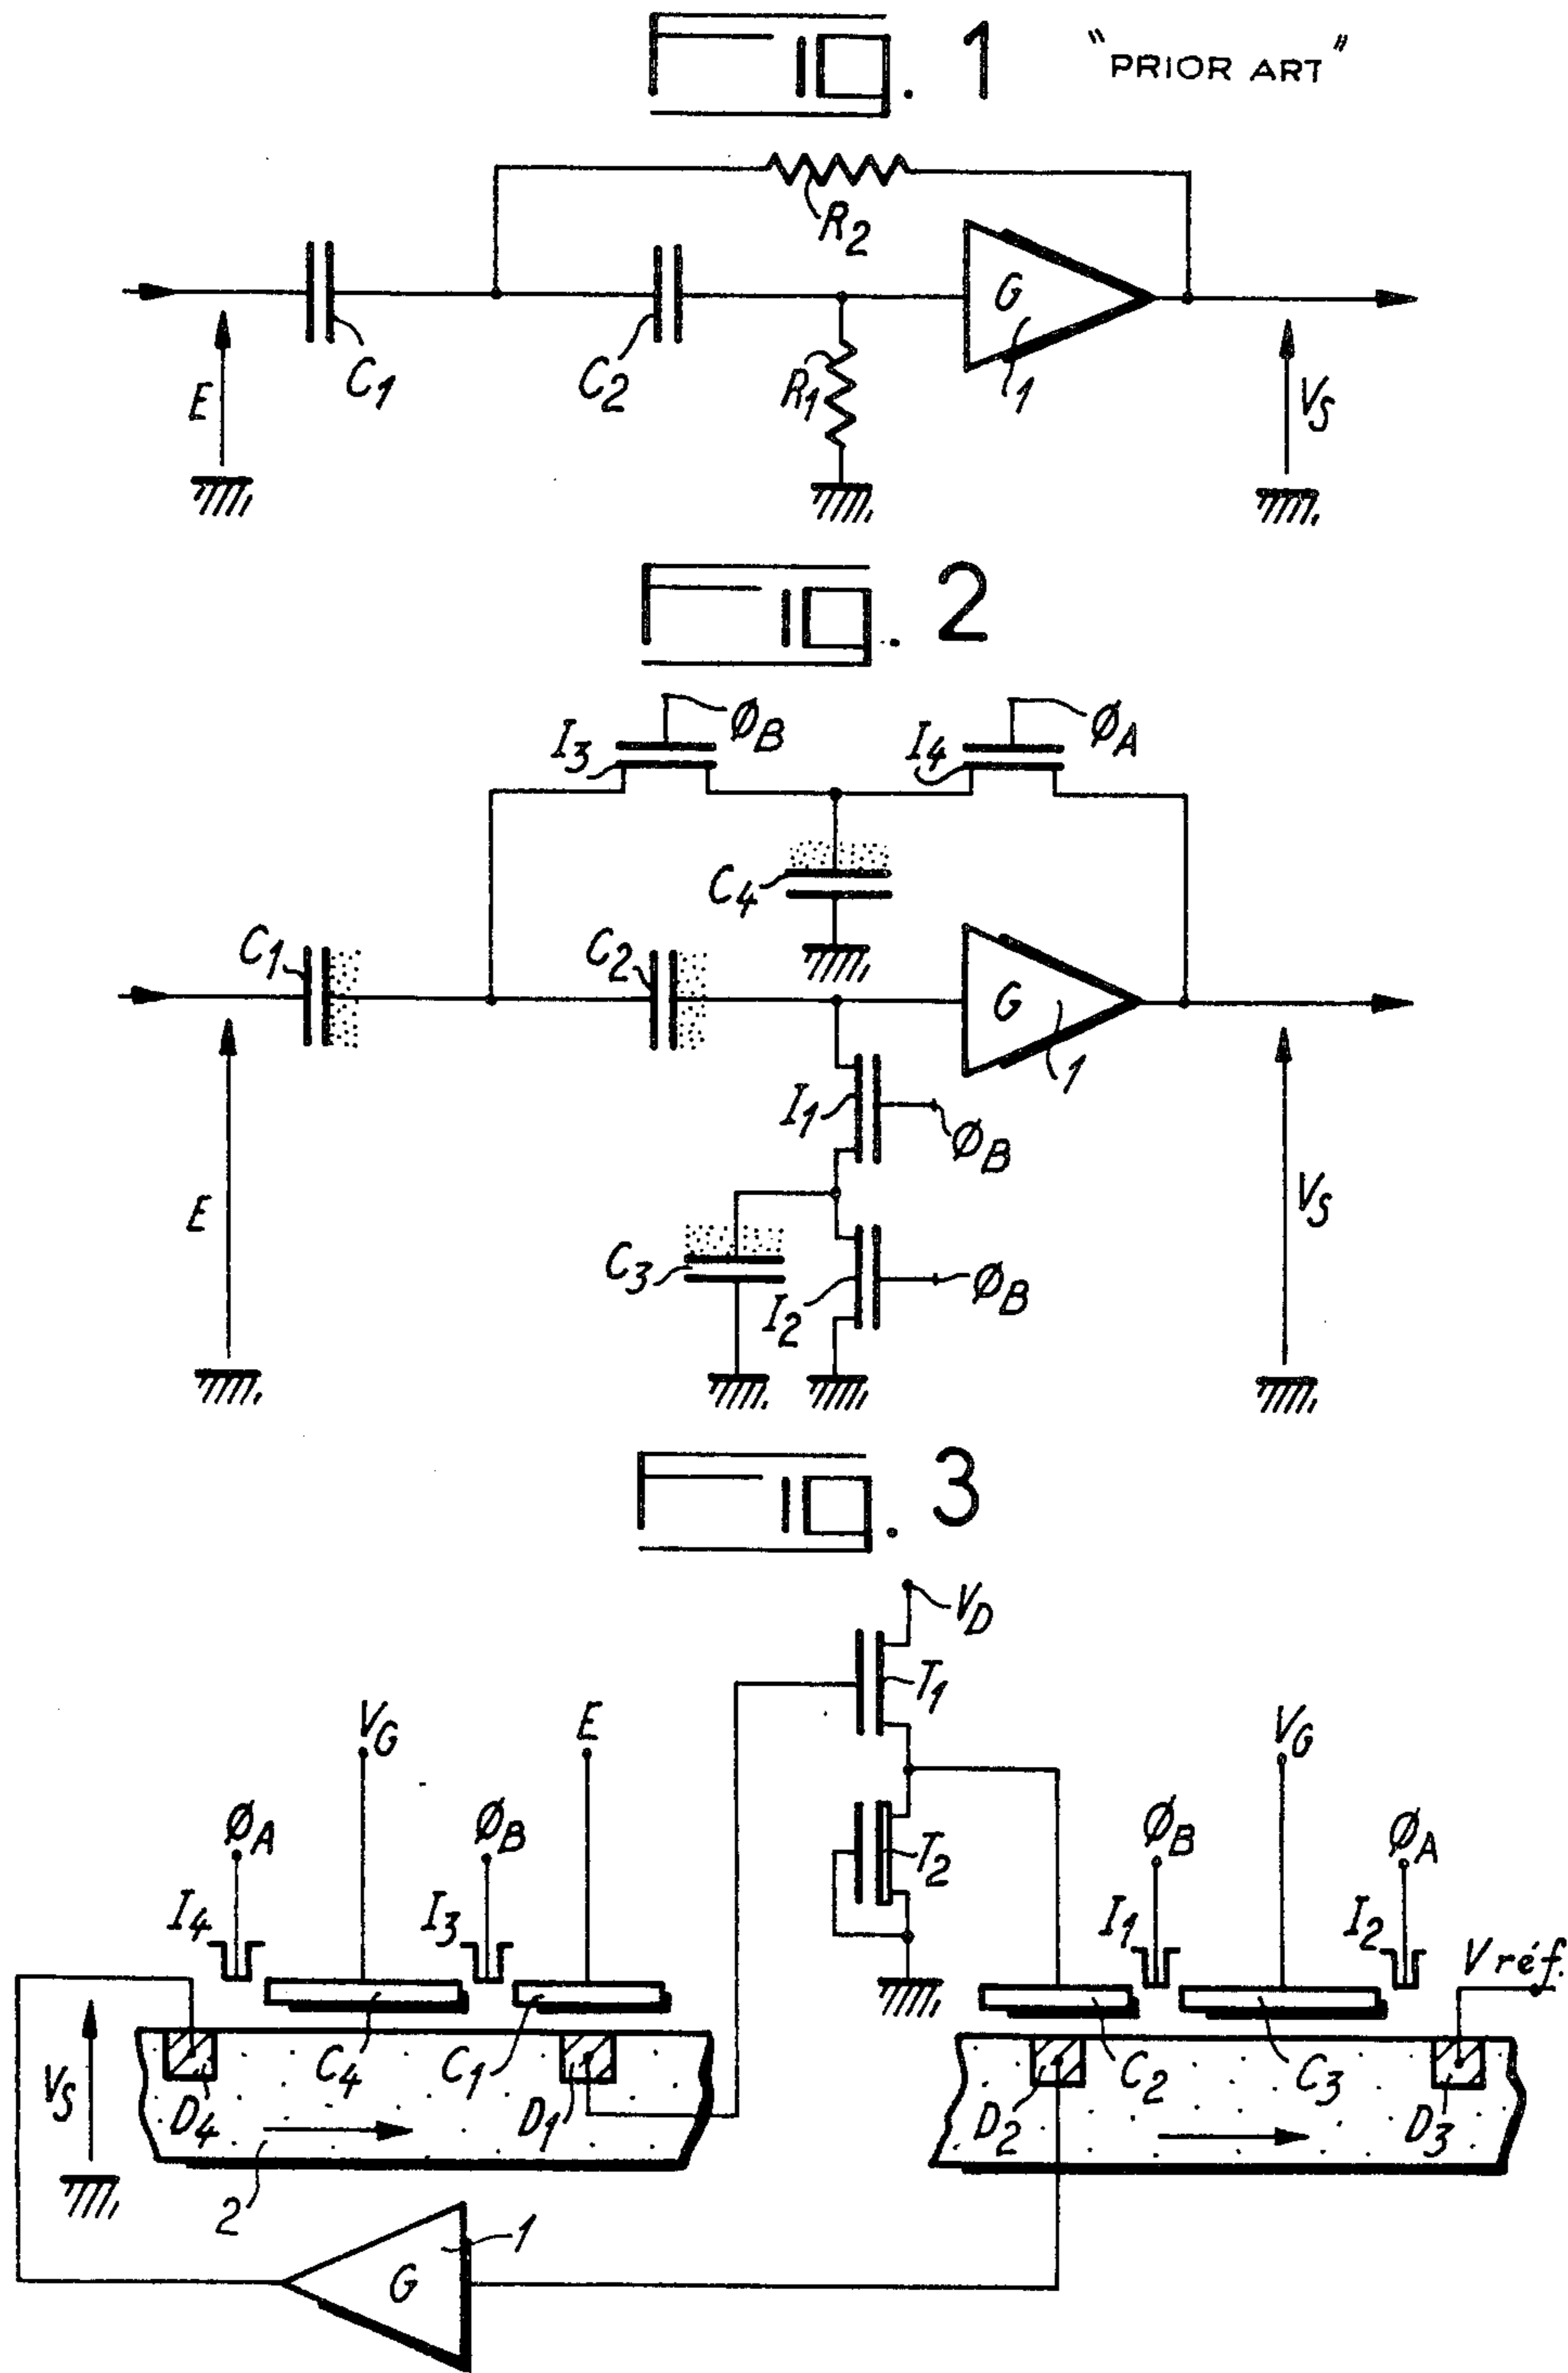 FIG. 1 "PRIOR ART"
R2
G
C1
C2
R1
1
E
VS
FIG. 2
I3
ØB
I4
ØA
C4
C1
C2
G
1
I1
ØB
E
VS
C3
I2
ØB
FIG. 3
VD
T1
VG
E
VG
ØA
ØB
T2
ØB
ØA
I4
I3
I1
I2
V réf.
VS
D4
C4
C1
D1
D2
C2
C3
D3
2
1
G